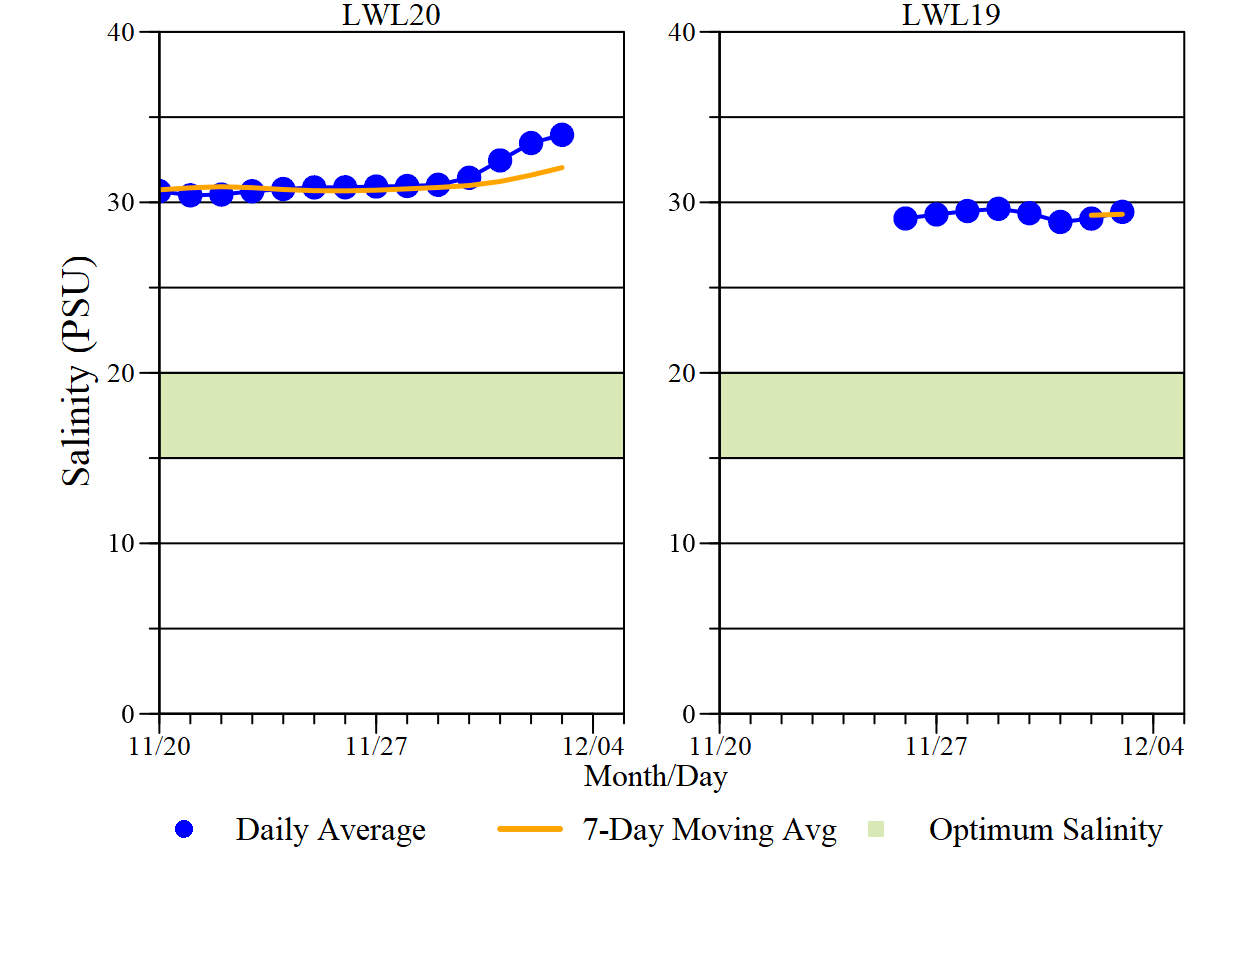 LWL20
LWL19
40
30
20
10
0
40
30
20
10
0
Salinity (PSU)
11/20
11/27
12/04
11/20
11/27
12/04
Month/Day
Daily Average
7-Day Moving Avg
Optimum Salinity